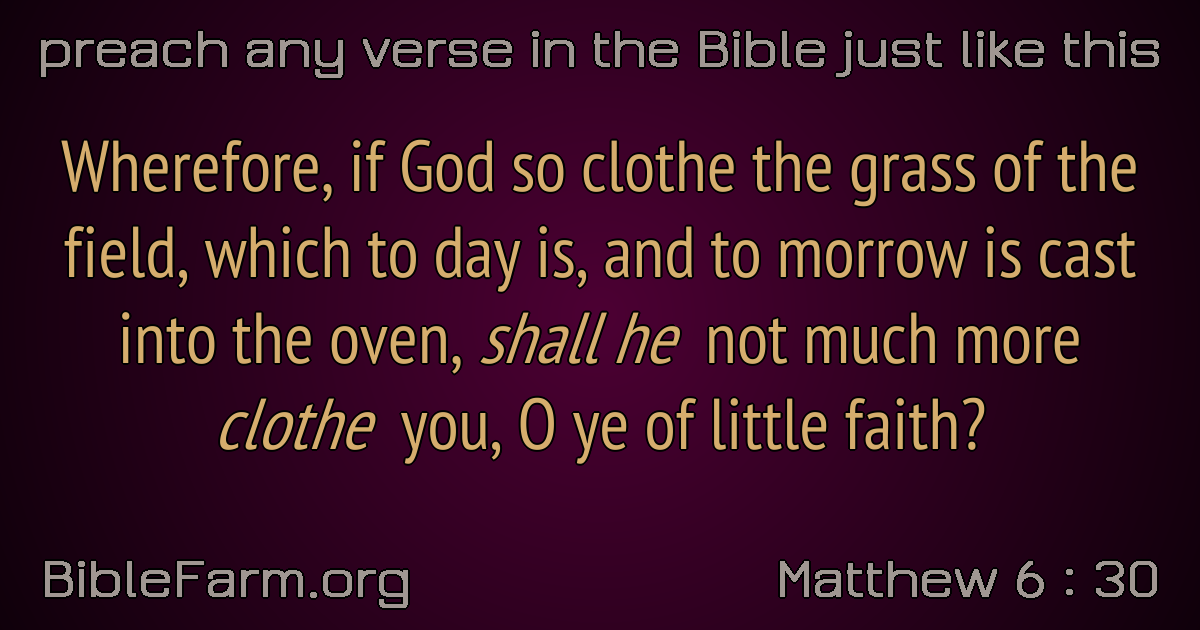 preach any verse in the Bible just like this
Wherefore, if God so clothe the grass of the
field, which to day is, and to morrow is cast
into the oven, shall he not much more
clothe you, O ye of little faith?
BibleFarm.org
Matthew 6 : 30